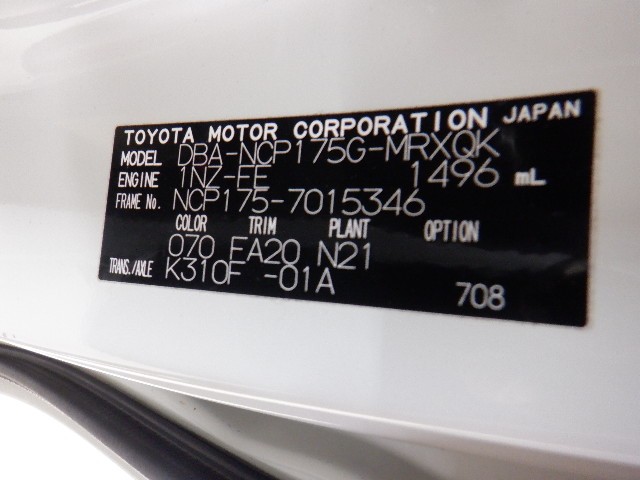 TOYOTA MOTOR CORPORATION JAPAN
MODEL DBA-NCP175G-MRXQK
ENGINE 1NZ-EE 1496 mL
FRAME No. NCP175-7015346
COLOR TRIM PLANT OPTION
070 EA20 N21
TRANS./AXLE K310F -01A
708